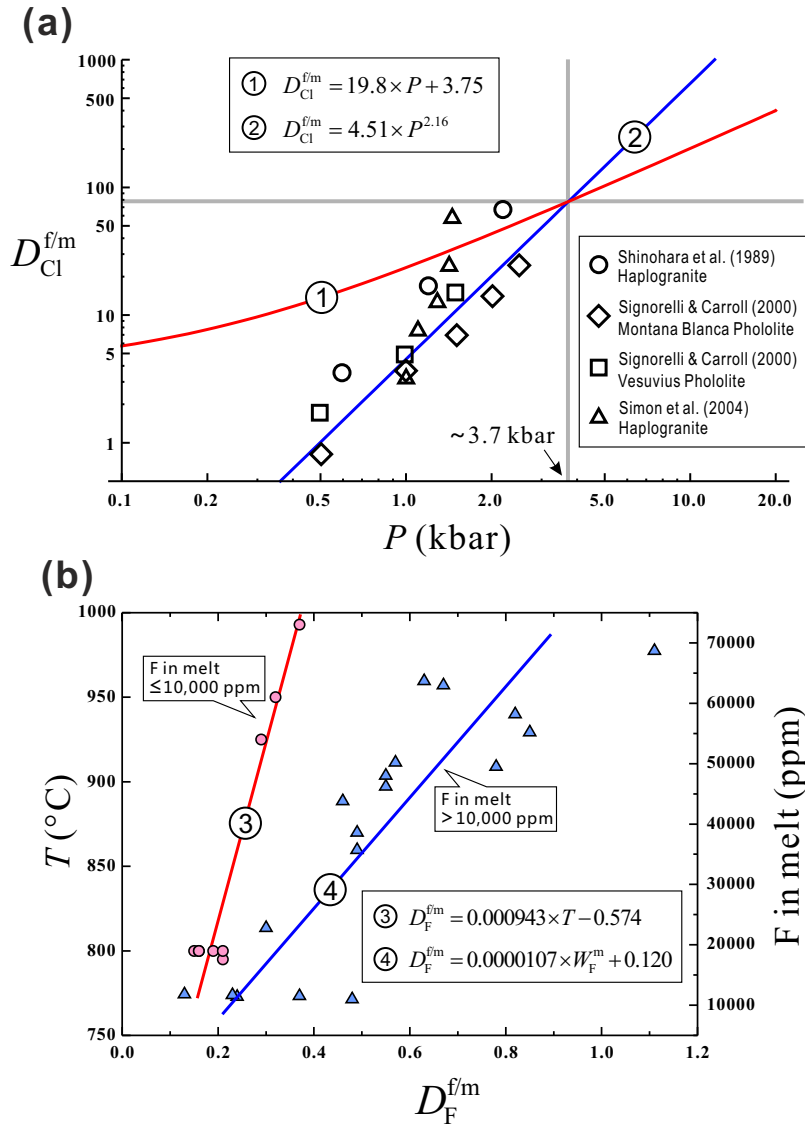 (a)
1000
500
100
50
10
5
1
D_Cl^f/m
① D_Cl^f/m = 19.8 × P + 3.75
② D_Cl^f/m = 4.51 × P^2.16
1
2
Shinohara et al. (1989)
Haplogranite
Signorelli & Carroll (2000)
Montana Blanca Phololite
Signorelli & Carroll (2000)
Vesuvius Phololite
Simon et al. (2004)
Haplogranite
~3.7 kbar
0.1 0.2 0.5 1.0 2.0 5.0 10.0 20.0
P (kbar)
(b)
1000
950
900
850
800
750
T (°C)
F in melt
≤10,000 ppm
F in melt
>10,000 ppm
3
4
③ D_F^f/m = 0.000943 × T − 0.574
④ D_F^f/m = 0.0000107 × W_F^m + 0.120
70000
60000
50000
40000
30000
20000
10000
F in melt (ppm)
0.0 0.2 0.4 0.6 0.8 1.0 1.2
D_F^f/m